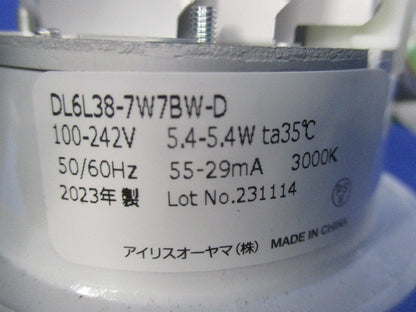 DL6L38-7W7BW-D
100-242V 5.4-5.4W ta35℃
50/60Hz 55-29mA 3000K
2023年 製 Lot No.231114
PS
E
アイリスオーヤマ(株) MADE IN CHINA